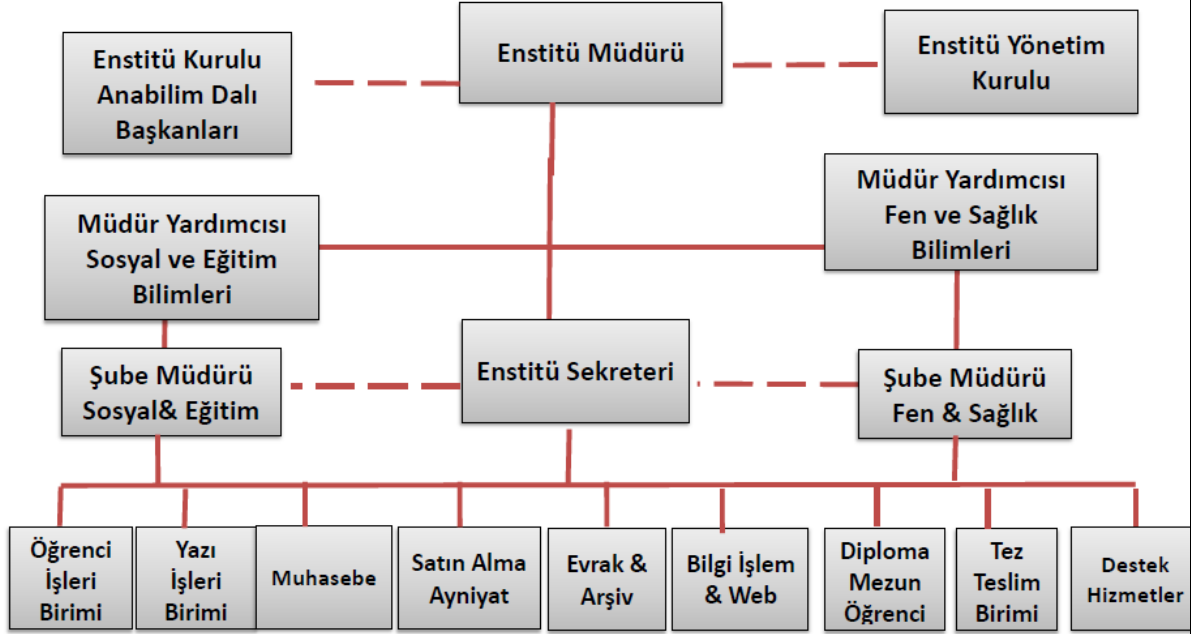 Enstitü Kurulu
Anabilim Dalı
Başkanları
Enstitü Müdürü
Enstitü Yönetim
Kurulu
Müdür Yardımcısı
Sosyal ve Eğitim
Bilimleri
Müdür Yardımcısı
Fen ve Sağlık
Bilimleri
Şube Müdürü
Sosyal& Eğitim
Enstitü Sekreteri
Şube Müdürü
Fen & Sağlık
Öğrenci
İşleri
Birimi
Yazı
İşleri
Birimi
Muhasebe
Satın Alma
Ayniyat
Evrak &
Arşiv
Bilgi İşlem
& Web
Diploma
Mezun
Öğrenci
Tez
Teslim
Birimi
Destek
Hizmetler